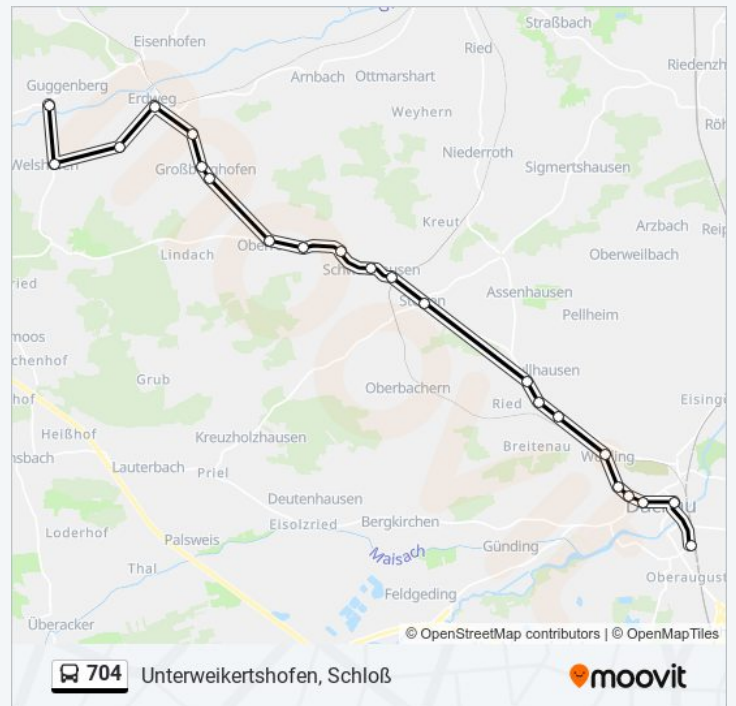 Straßbach
Eisenhofen
Ried
Riedenzh
Guggenberg
Arnbach
Ottmarshart
Erdweg
Weyhern
Röh
Niederroth
Großberghofen
Sigmertshausen
Kreut
Arzbach
Reip
Lindach
Oberweilbach
ried
Assenhausen
Pellheim
moos
chenhof
Grub
Oberbachern
hof
Ried
Eising
Heißhof
Kreuzholzhausen
Breitenau
nsbach
Lauterbach
Priel
Deutenhausen
Loderhof
Eisolzried
Bergkirchen
Palsweis
Maisach
Günding
Thal
Oberaugust
Feldgeding
Überacker
© OpenStreetMap contributors | © OpenMapTiles
704 Unterweikertshofen, Schloß
moovit